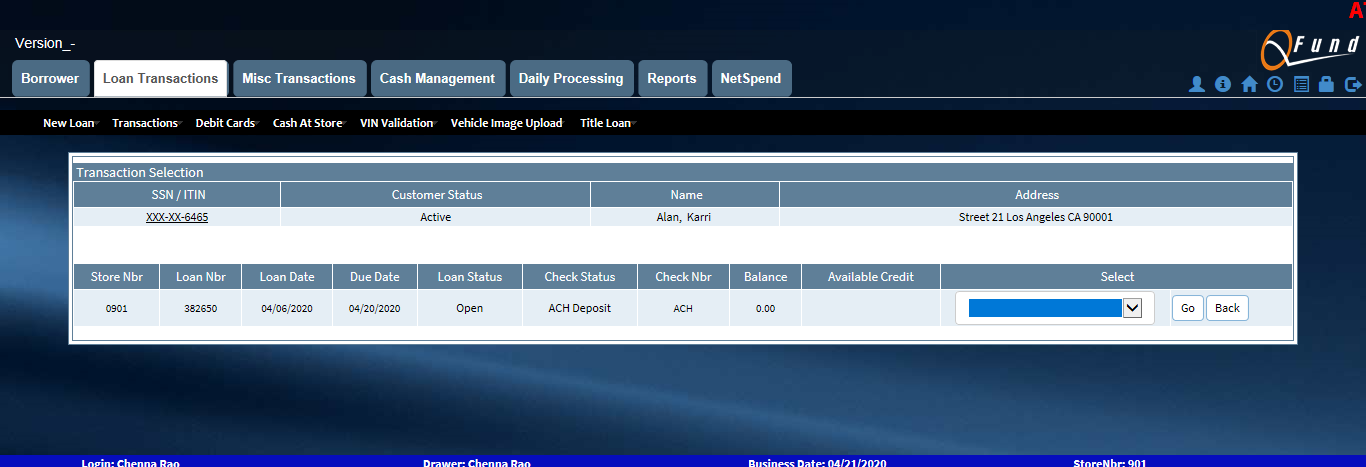 Version_-
QFund
Borrower Loan Transactions Misc Transactions Cash Management Daily Processing Reports NetSpend
New Loan Transactions Debit Cards Cash At Store VIN Validation Vehicle Image Upload Title Loan
Transaction Selection
SSN / ITIN Customer Status Name Address
XXX-XX-6465 Active Alan, Karri Street 21 Los Angeles CA 90001
Store Nbr Loan Nbr Loan Date Due Date Loan Status Check Status Check Nbr Balance Available Credit Select
0901 382650 04/06/2020 04/20/2020 Open ACH Deposit ACH 0.00 Go Back
Login: Chenna Rao Drawer: Chenna Rao Business Date: 04/21/2020 StoreNbr: 901